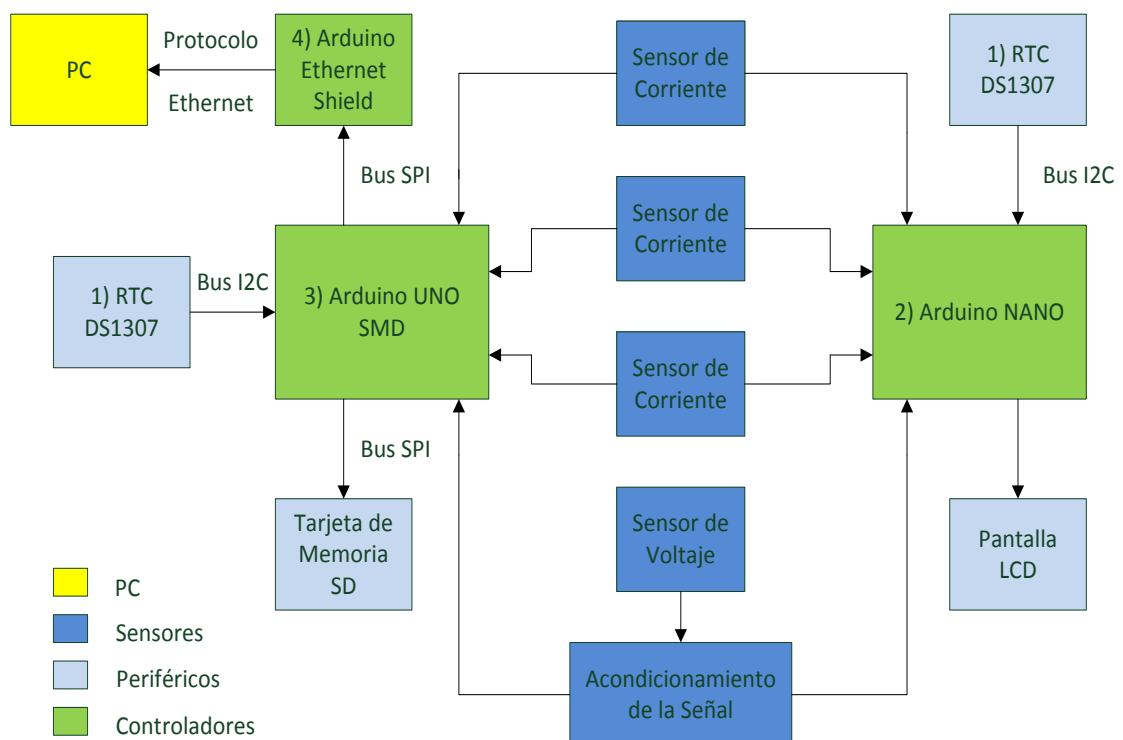 PC
Protocolo
Ethernet
4) Arduino
Ethernet
Shield
Sensor de
Corriente
1) RTC
DS1307
Bus SPI
Bus I2C
Sensor de
Corriente
1) RTC
DS1307
Bus I2C
3) Arduino UNO
SMD
2) Arduino NANO
Sensor de
Corriente
Bus SPI
Tarjeta de
Memoria
SD
Sensor de
Voltaje
Pantalla
LCD
Acondicionamiento
de la Señal
PC
Sensores
Periféricos
Controladores